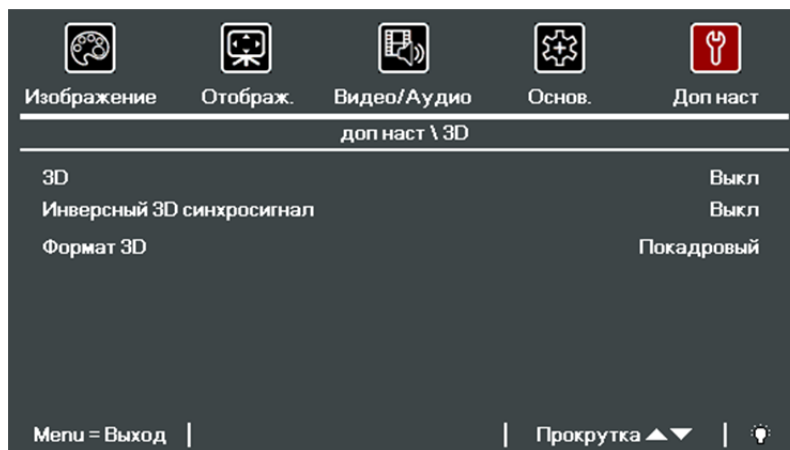 Изображение Отображ. Видео/Аудио Основ. Доп наст
доп наст \ 3D
3D Выкл
Инверсный 3D синхросигнал Выкл
Формат 3D Покадровый
Menu = Выход | | Прокрутка ▲▼ |